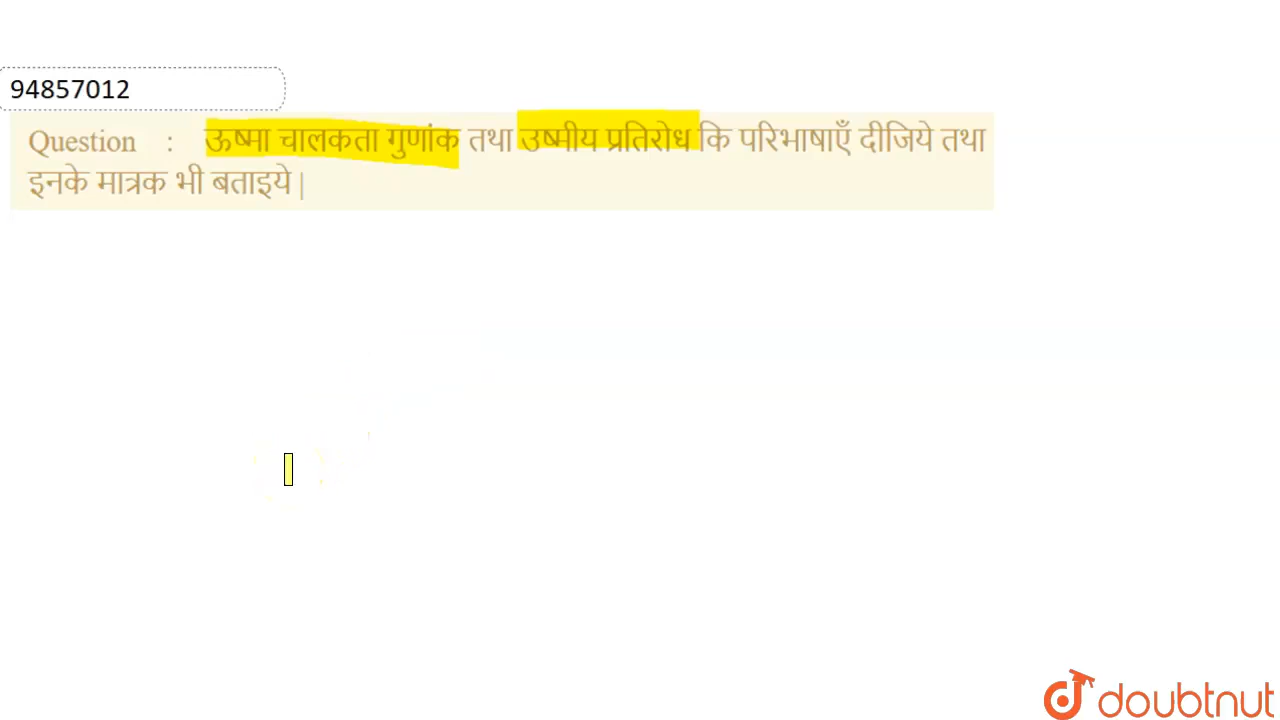 94857012
Question : ऊष्मा चालकता गुणांक तथा उष्मीय प्रतिरोध कि परिभाषाएँ दीजिये तथा
इनके मात्रक भी बताइये |
doubtnut